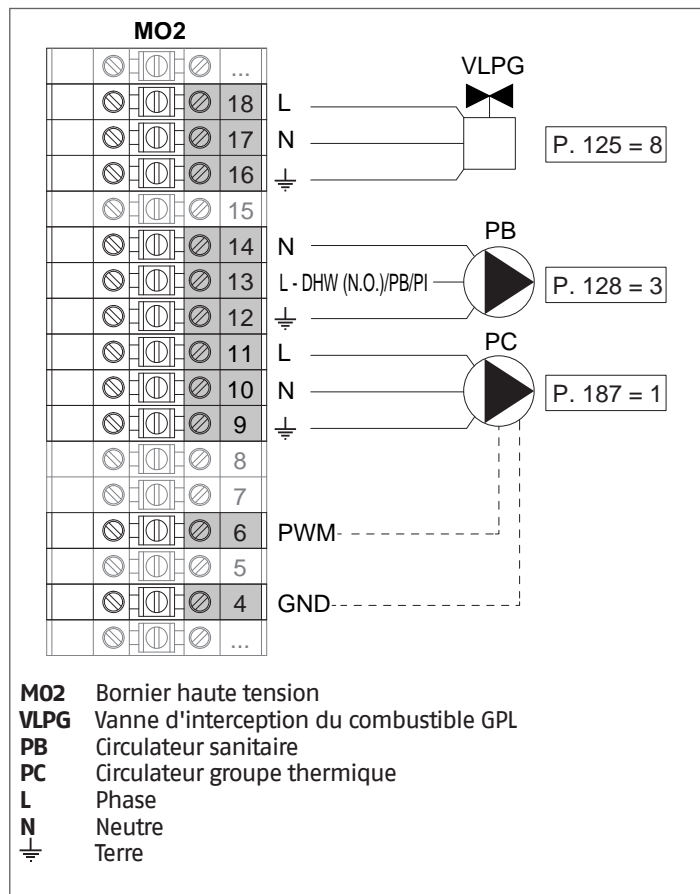 MO2
...
VLPG
18 L
17 N P. 125 = 8
16
15
PB
14 N
13 L - DHW (N.O.)/PB/PI P. 128 = 3
12
PC
11 L
10 N P. 187 = 1
9
8
7
6 PWM
5
4 GND
...
MO2 Bornier haute tension
VLPG Vanne d'interception du combustible GPL
PB Circulateur sanitaire
PC Circulateur groupe thermique
L Phase
N Neutre
⏚ Terre